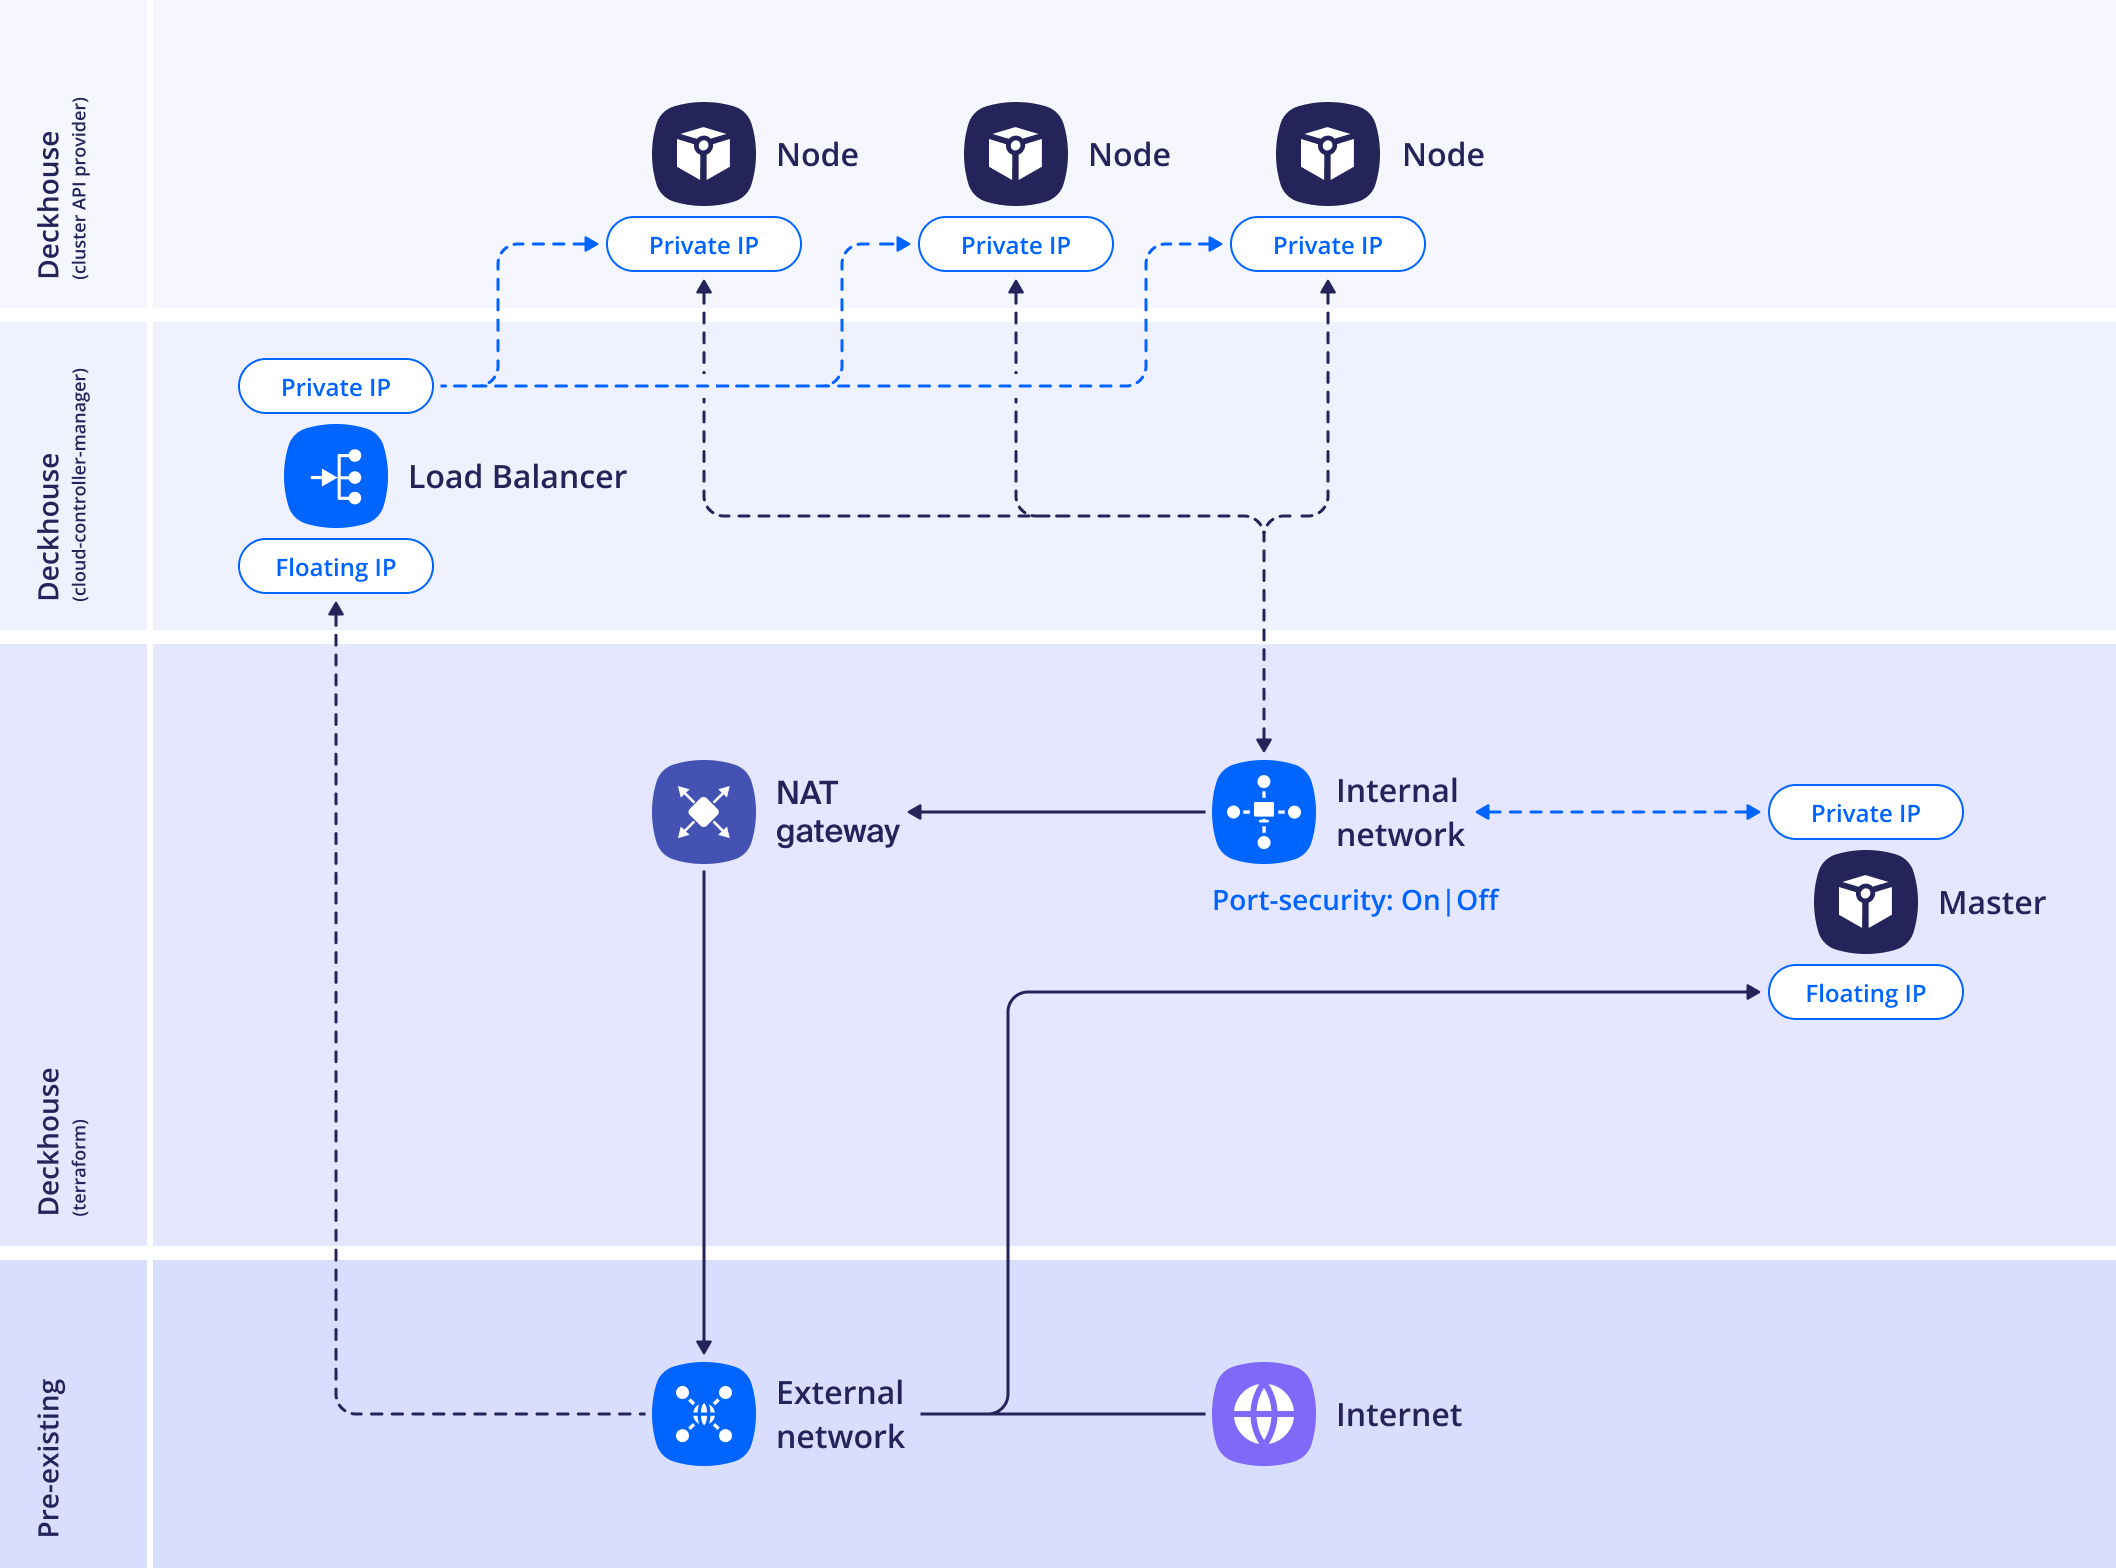 Deckhouse
(cluster API provider)
Node
Node
Node
Private IP
Private IP
Private IP
Deckhouse
(cloud-controller-manager)
Private IP
Load Balancer
Floating IP
Deckhouse
(terraform)
NAT
gateway
Internal
network
Port-security: On|Off
Private IP
Master
Floating IP
Pre-existing
External
network
Internet